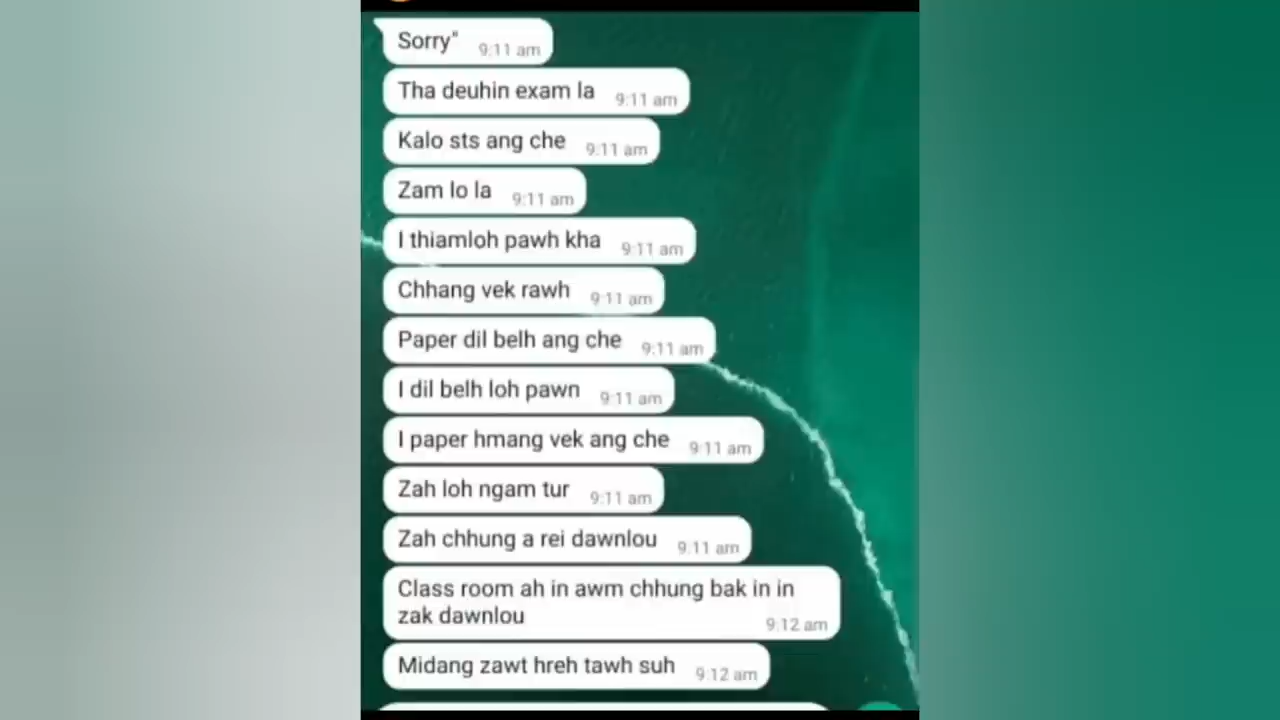 Sorry" 9:11 am
Tha deuhin exam la 9:11 am
Kalo sts ang che 9:11 am
Zam lo la 9:11 am
I thiamloh pawh kha 9:11 am
Chhang vek rawh 9:11 am
Paper dil belh ang che 9:11 am
I dil belh loh pawn 9:11 am
I paper hmang vek ang che 9:11 am
Zah loh ngam tur 9:11 am
Zah chhung a rei dawnlou 9:11 am
Class room ah in awm chhung bak in in
zak dawnlou 9:12 am
Midang zawt hreh tawh suh 9:12 am